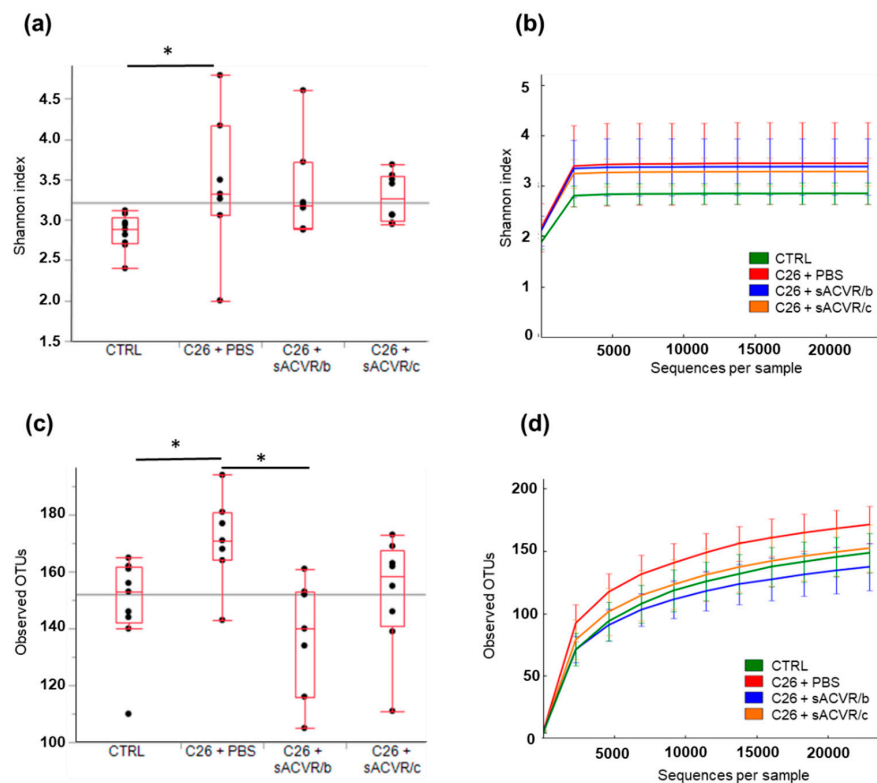 (a)
*
Shannon index
4.5
4.0
3.5
3.0
2.5
2.0
1.5
CTRL
C26 + PBS
C26 +
sACVR/b
C26 +
sACVR/c
(b)
Shannon index
5
4
3
2
1
0
5000 10000 15000 20000
Sequences per sample
CTRL
C26 + PBS
C26 + sACVR/b
C26 + sACVR/c
(c)
* *
Observed OTUs
180
160
140
120
100
CTRL
C26 + PBS
C26 +
sACVR/b
C26 +
sACVR/c
(d)
Observed OTUs
200
150
100
50
0
5000 10000 15000 20000
Sequences per sample
CTRL
C26 + PBS
C26 + sACVR/b
C26 + sACVR/c